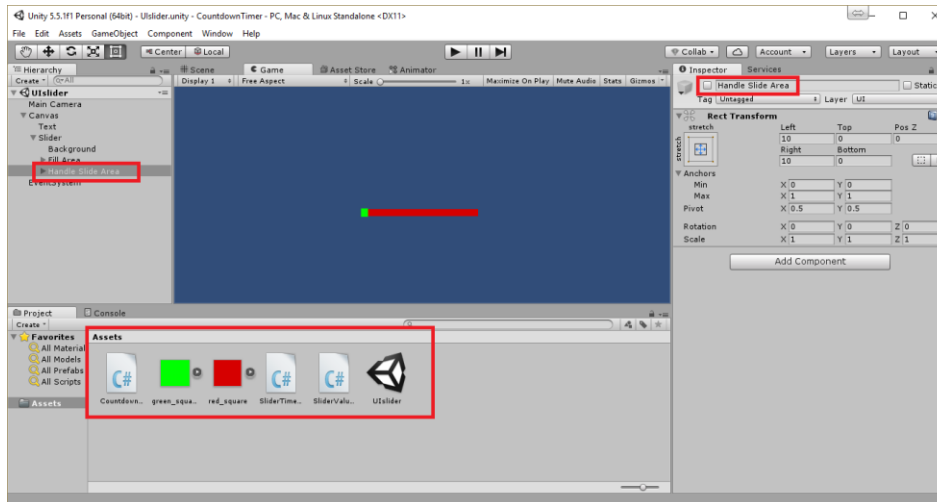 Unity 5.5.1f1 Personal (64bit) - UIslider.unity - CountdownTimer - PC, Mac & Linux Standalone <DX11>
File Edit Assets GameObject Component Window Help
Center Local Collab Account Layers Layout
Hierarchy Scene Game Asset Store Animator Inspector Services
Create All Display 1 Free Aspect Scale 1x Maximize On Play Mute Audio Stats Gizmos Handle Slide Area Static
UIslider
Main Camera
Canvas
Text
Slider
Background
Fill Area
Handle Slide Area
EventSystem
Tag Untagged Layer UI
Rect Transform
stretch Left Top Pos Z
stretch 10 0 0
Right Bottom
10 0
Anchors
Min X 0 Y 0
Max X 1 Y 1
Pivot X 0.5 Y 0.5
Rotation X 0 Y 0 Z 0
Scale X 1 Y 1 Z 1
Add Component
Project Console
Create
Favorites Assets
All Material
All Models
All Prefabs
All Scripts
Assets
C# C# C#
Countdown... green_squa... red_square SliderTime... SliderValu... UIslider